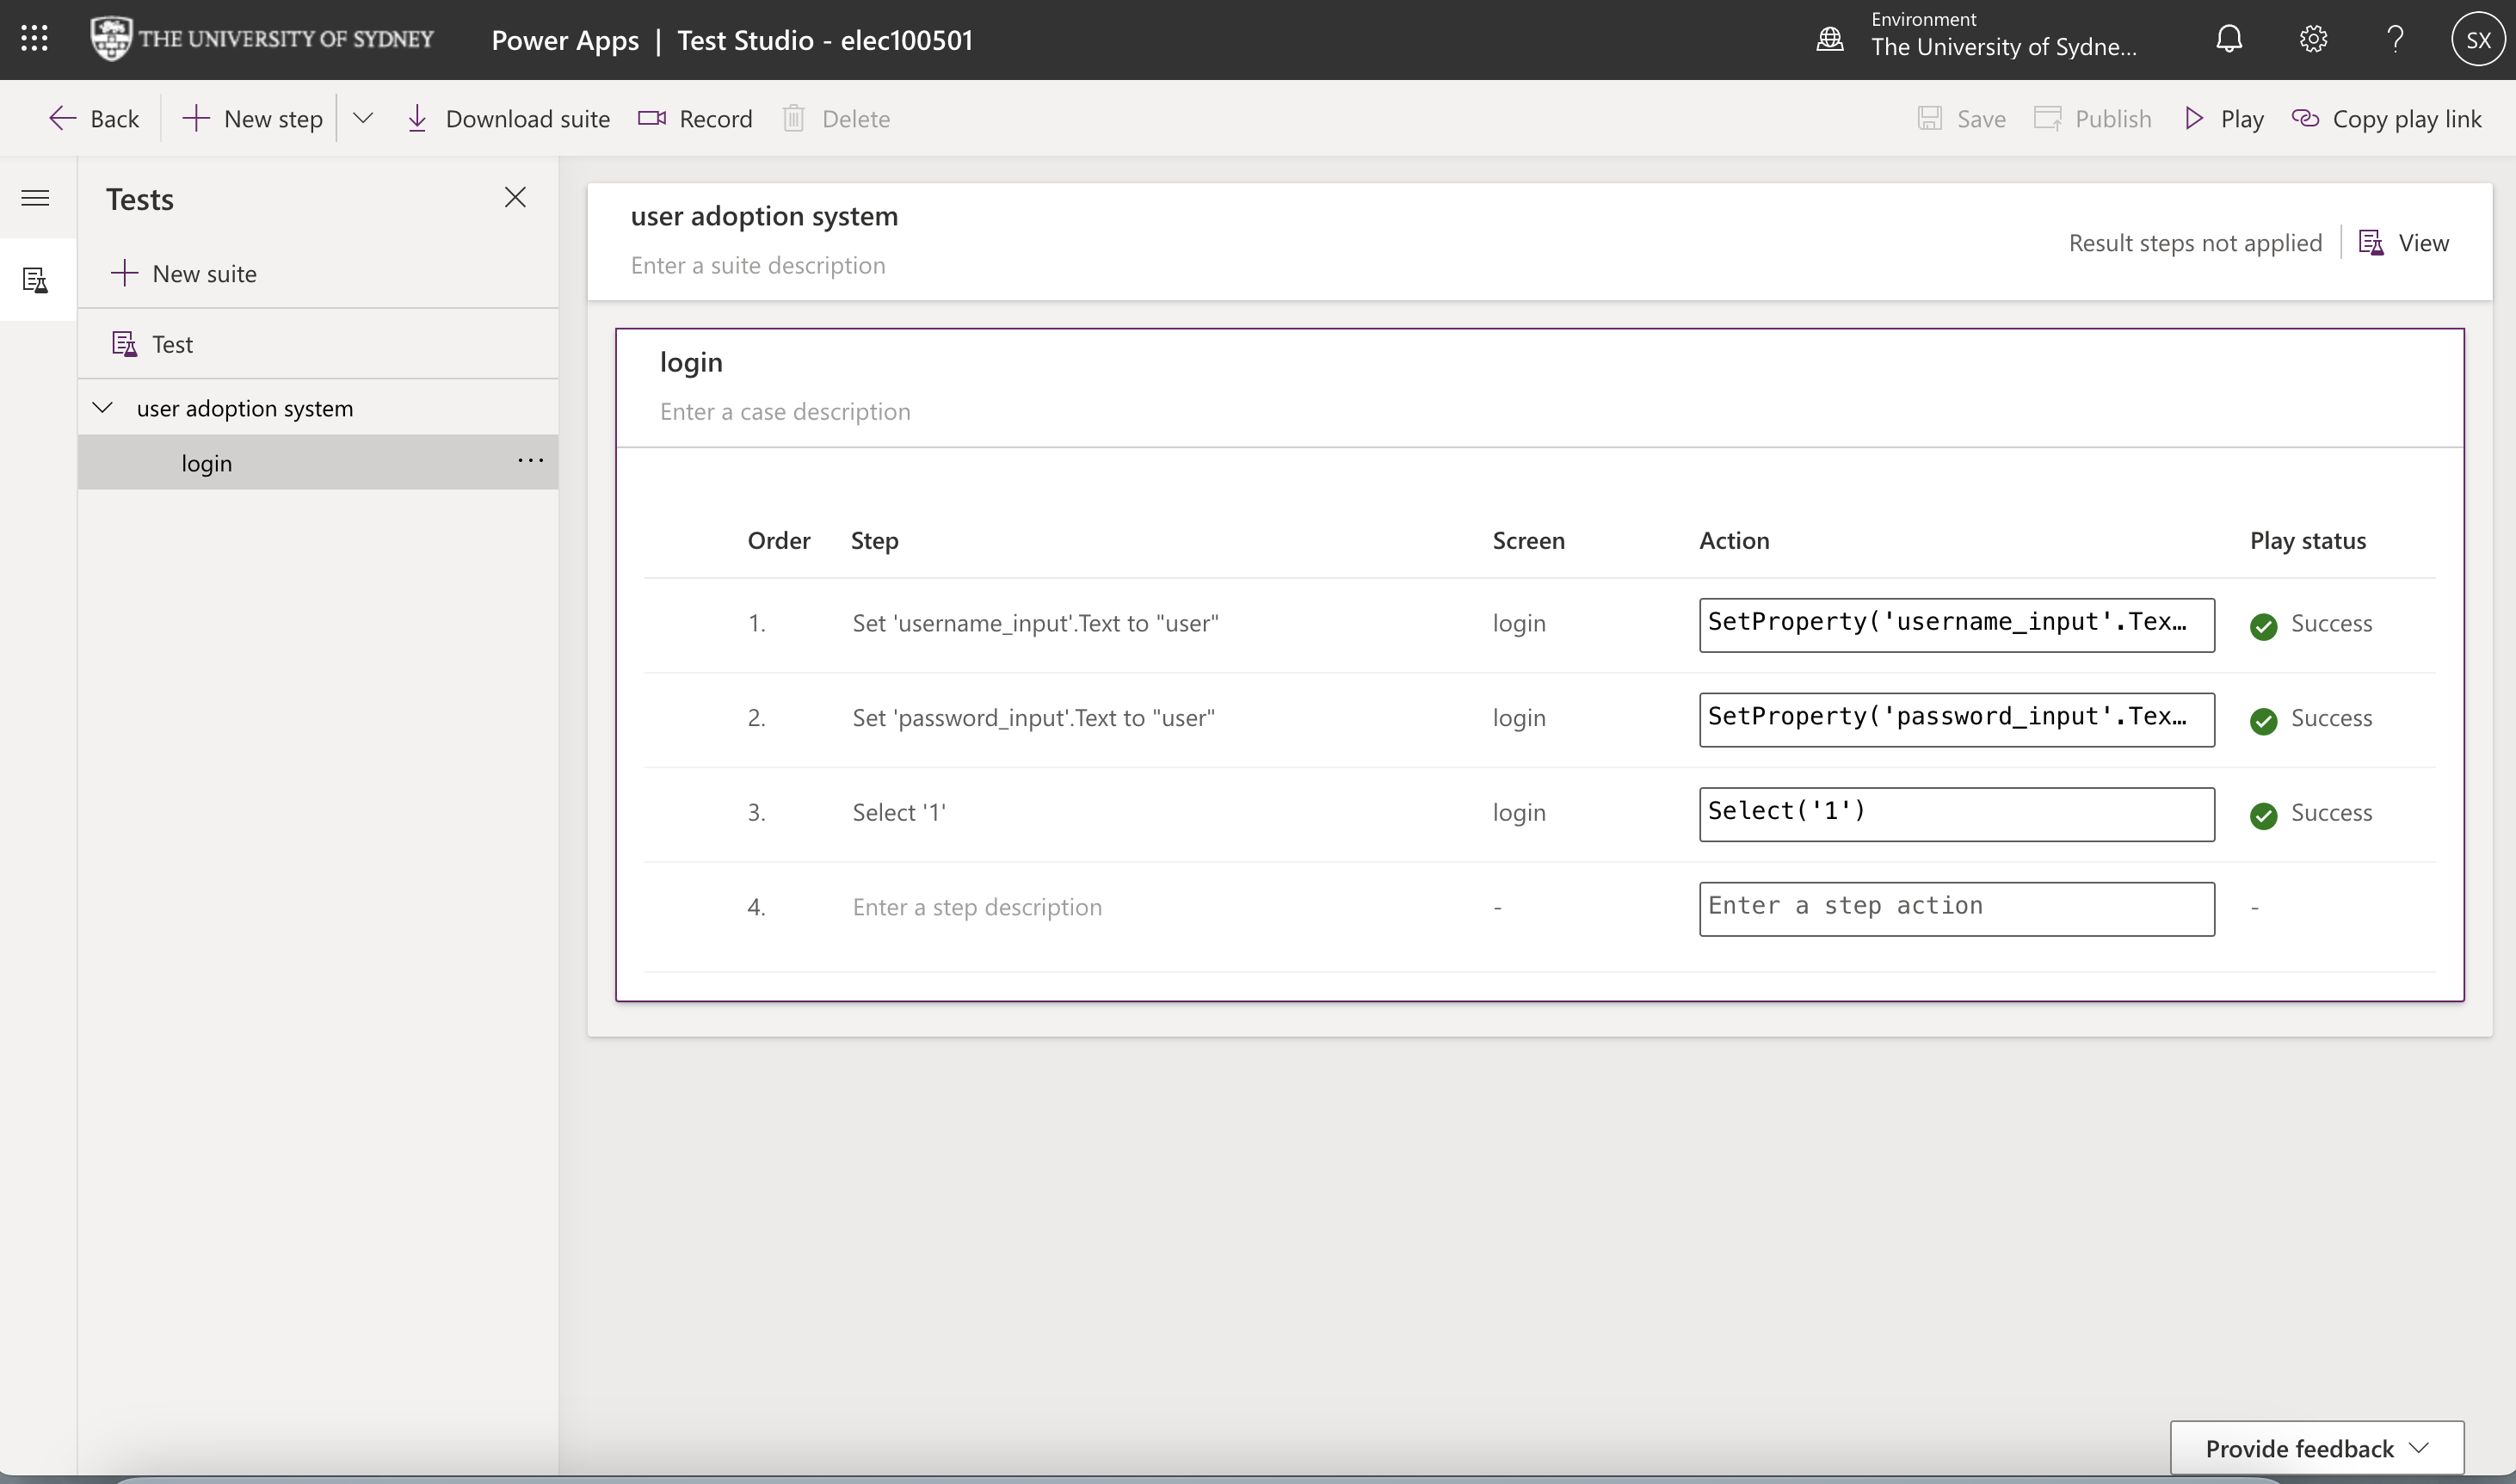 THE UNIVERSITY OF SYDNEY
Power Apps | Test Studio - elec100501
Environment
The University of Sydne...
SX
Back
New step
Download suite
Record
Delete
Save
Publish
Play
Copy play link
Tests
New suite
Test
user adoption system
login
user adoption system
Enter a suite description
Result steps not applied
View
login
Enter a case description
Order Step Screen Action Play status
1. Set 'username_input'.Text to "user" login SetProperty('username_input'.Tex… Success
2. Set 'password_input'.Text to "user" login SetProperty('password_input'.Tex… Success
3. Select '1' login Select('1') Success
4. Enter a step description - Enter a step action -
Provide feedback